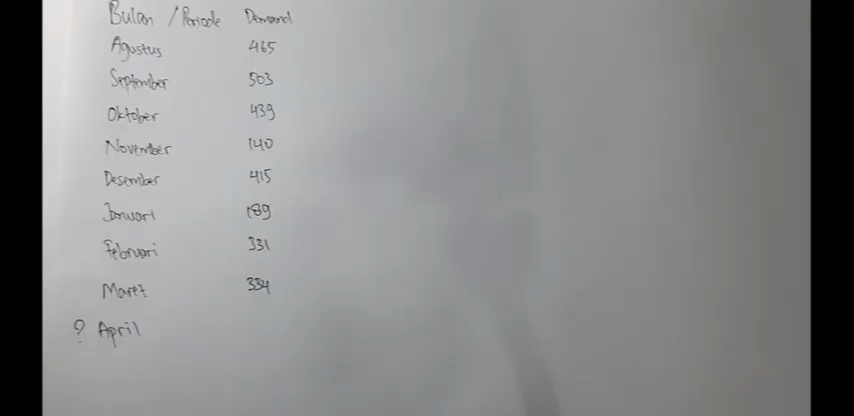 Bulan / Periode Demand
Agustus 465
September 503
Oktober 439
November 140
Desember 415
Januari 189
Februari 331
Maret 334
? April